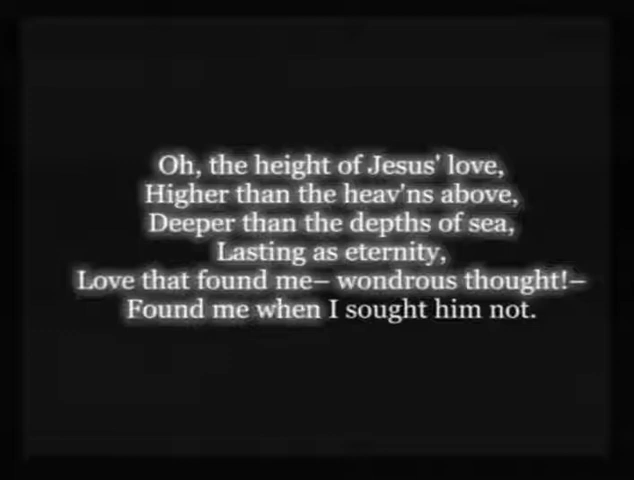 Oh, the height of Jesus' love,
Higher than the heav'ns above,
Deeper than the depths of sea,
Lasting as eternity,
Love that found me– wondrous thought!–
Found me when I sought him not.